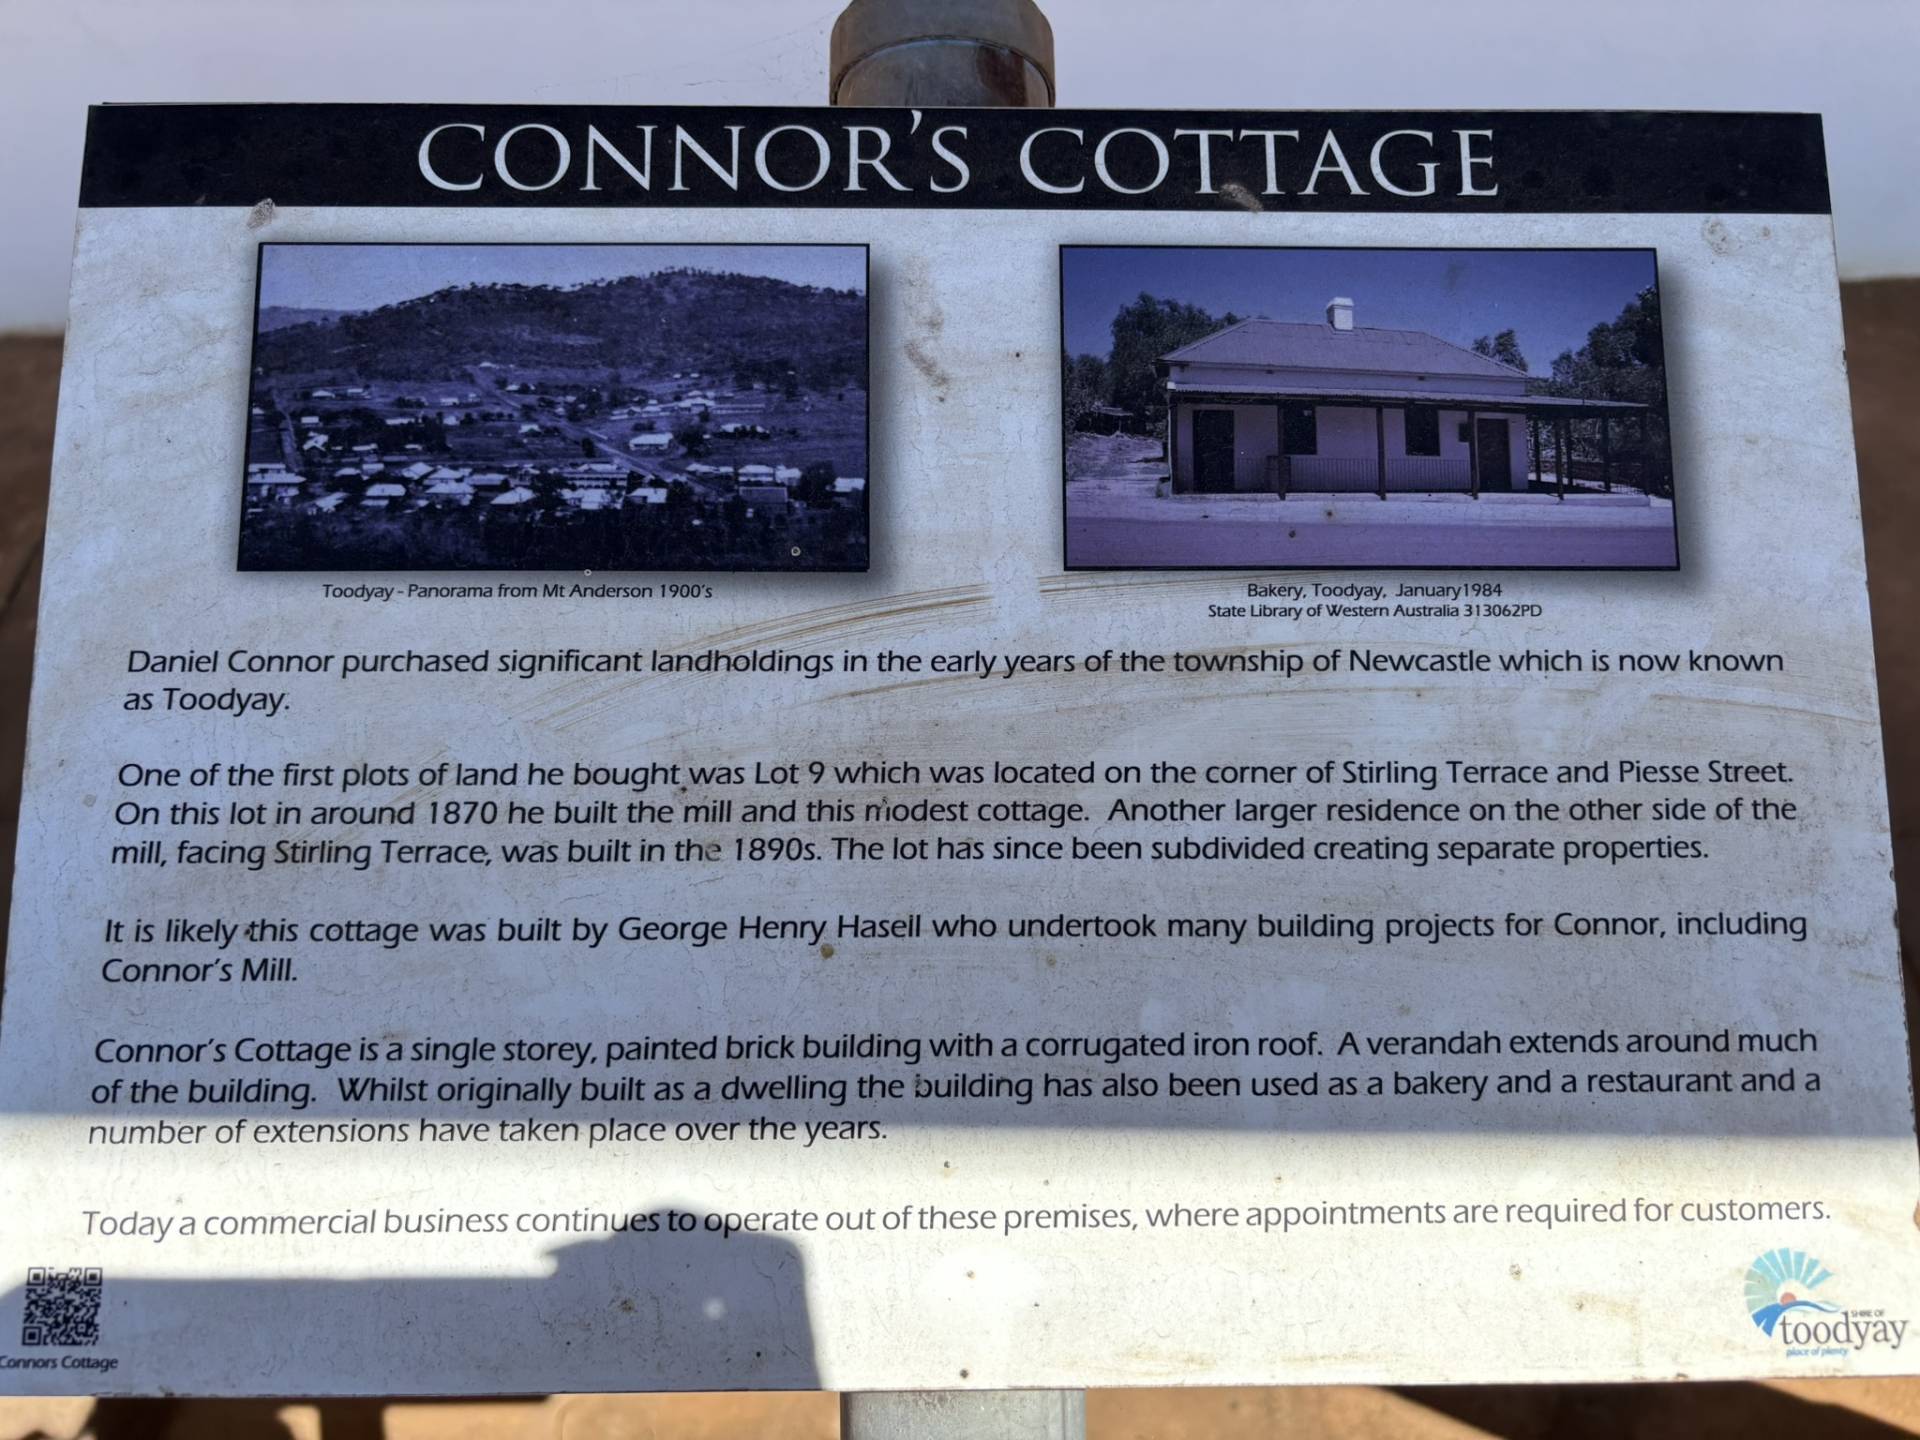 CONNOR'S COTTAGE
Toodyay - Panorama from Mt Anderson 1900's
Bakery, Toodyay, January1984
State Library of Western Australia 313062PD
Daniel Connor purchased significant landholdings in the early years of the township of Newcastle which is now known
as Toodyay.
One of the first plots of land he bought was Lot 9 which was located on the corner of Stirling Terrace and Piesse Street.
On this lot in around 1870 he built the mill and this modest cottage. Another larger residence on the other side of the
mill, facing Stirling Terrace, was built in the 1890s. The lot has since been subdivided creating separate properties.
It is likely this cottage was built by George Henry Hasell who undertook many building projects for Connor, including
Connor's Mill.
Connor's Cottage is a single storey, painted brick building with a corrugated iron roof. A verandah extends around much
of the building. Whilst originally built as a dwelling the building has also been used as a bakery and a restaurant and a
number of extensions have taken place over the years.
Today a commercial business continues to operate out of these premises, where appointments are required for customers.
Connors Cottage
SHIRE OF
toodyay
place of plenty